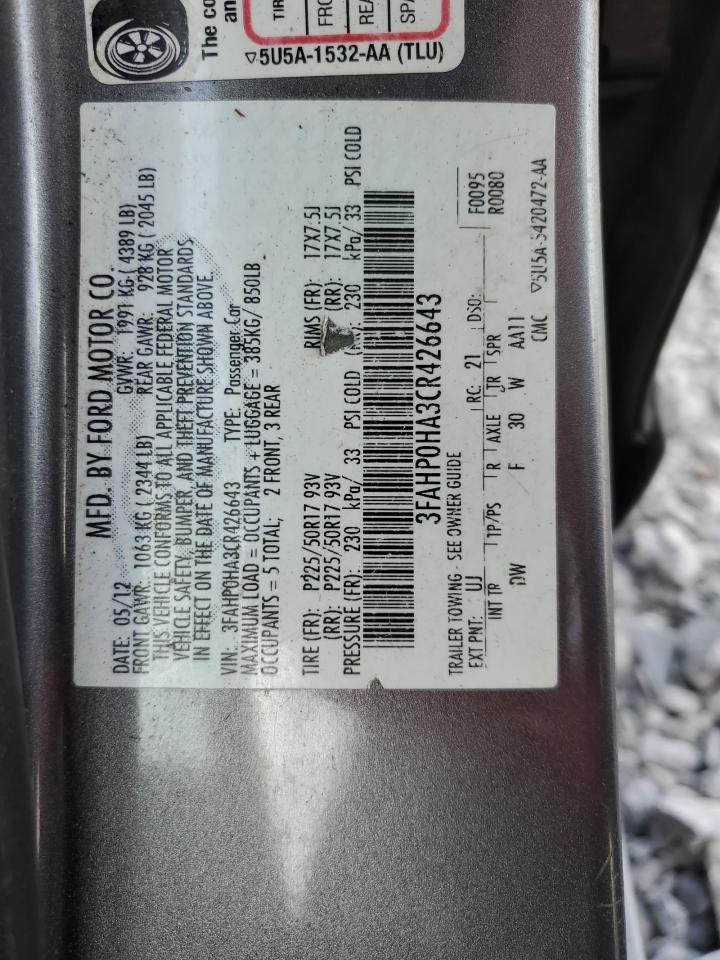 The co
an
TIR
FRO
REA
SPA
▽5U5A-1532-AA (TLU)
MFD. BY FORD MOTOR CO.
DATE: 05/12 GVWR: 1991 KG ( 4389 LB)
FRONT GAWR: 1063 KG ( 2344 LB) REAR GAWR: 928 KG ( 2045 LB)
THIS VEHICLE CONFORMS TO ALL APPLICABLE FEDERAL MOTOR
VEHICLE SAFETY, BUMPER, AND THEFT PREVENTION STANDARDS
IN EFFECT ON THE DATE OF MANUFACTURE SHOWN ABOVE.
VIN: 3FAHP0HA3CR426643 TYPE: Passenger Car
MAXIMUM LOAD = OCCUPANTS + LUGGAGE = 385KG/ 850LB
OCCUPANTS = 5 TOTAL; 2 FRONT, 3 REAR
TIRE (FR): P225/50R17 93V RIMS (FR): 17X7.5J
(RR): P225/50R17 93V (RR): 17X7.5J
PRESSURE (FR): 230 kPa/ 33 PSI COLD 230 kPa/ 33 PSI COLD
3FAHP0HA3CR426643
TRAILER TOWING - SEE OWNER GUIDE F0095
EXT PNT: UJ RC: 21 DSO: R0080
INT TR TP/PS R AXLE TR SPR
DW F 30 W AA11
CMC ▽5U5A-5420472-AA